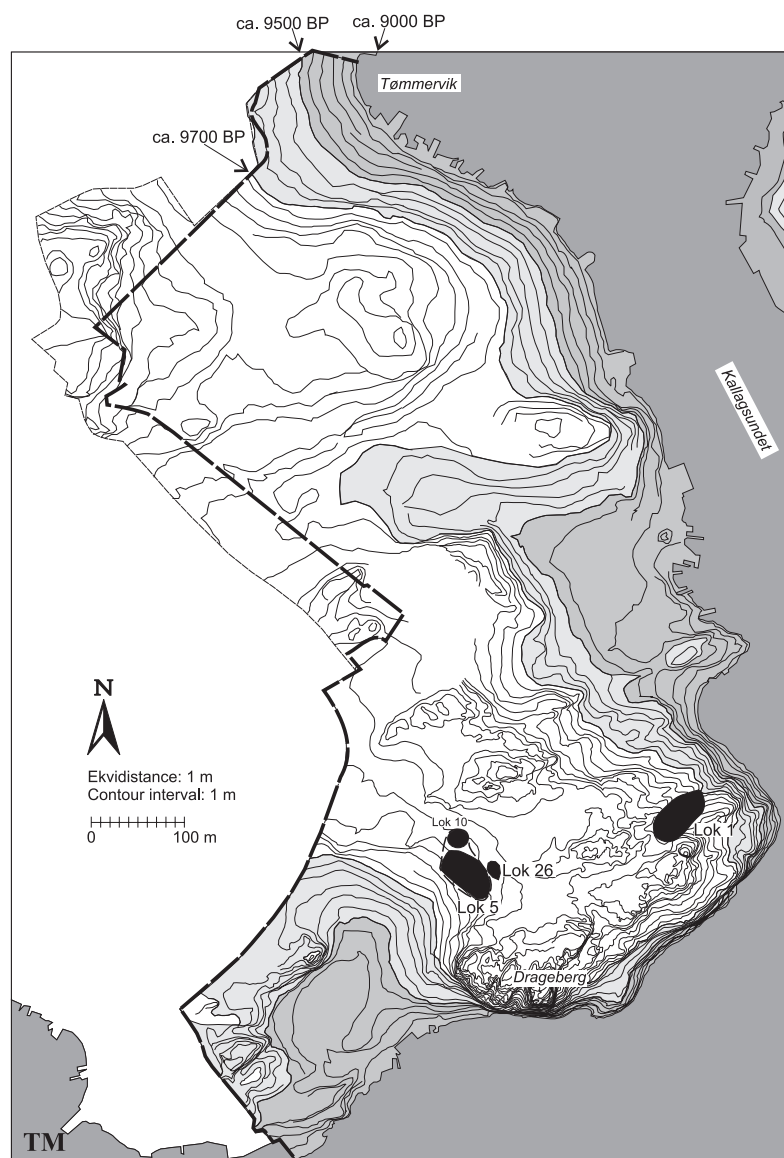 ca. 9500 BP
ca. 9000 BP
Tømmervik
ca. 9700 BP
Kallagsundet
N
Ekvidistance: 1 m
Contour interval: 1 m
0 100 m
Lok 10
Lok 1
Lok 26
Lok 5
Drageberg
TM